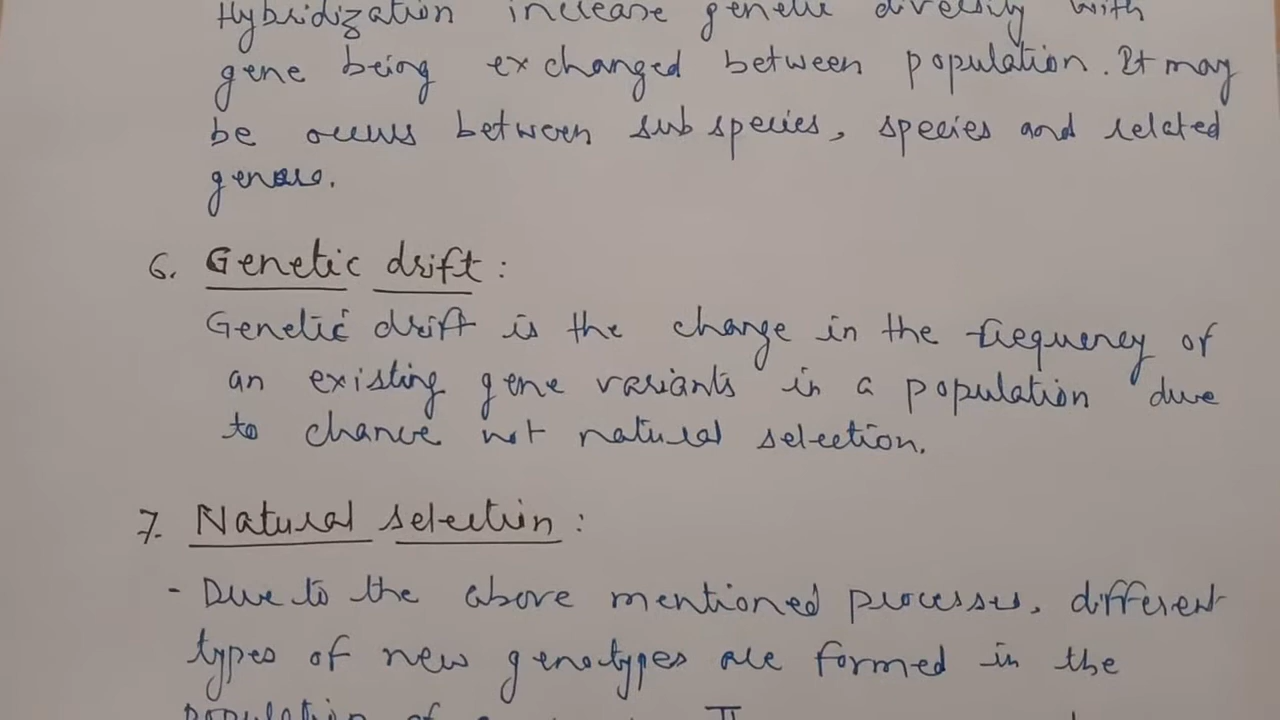 Hybridization increase genetic diversity with
gene being exchanged between population. It may
be occurs between subspecies, species and related
6. Genetic drift:
Genetic drift is the change in the frequency of
an existing gene variants in a population due
to chance not natural selection.
7. Natural selection:
- Due to the above mentioned processes, different
types of new genotypes are formed in the
population of